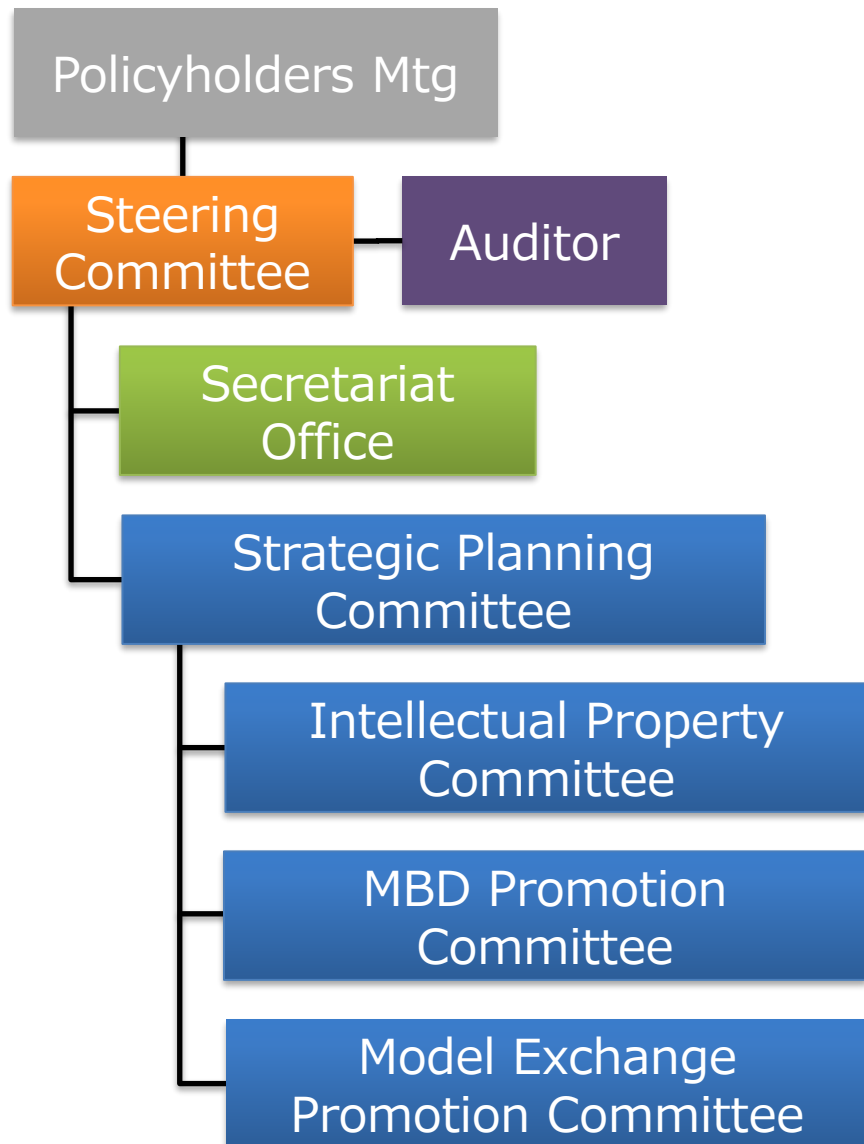 Policyholders Mtg
Steering
Committee
Auditor
Secretariat
Office
Strategic Planning
Committee
Intellectual Property
Committee
MBD Promotion
Committee
Model Exchange
Promotion Committee